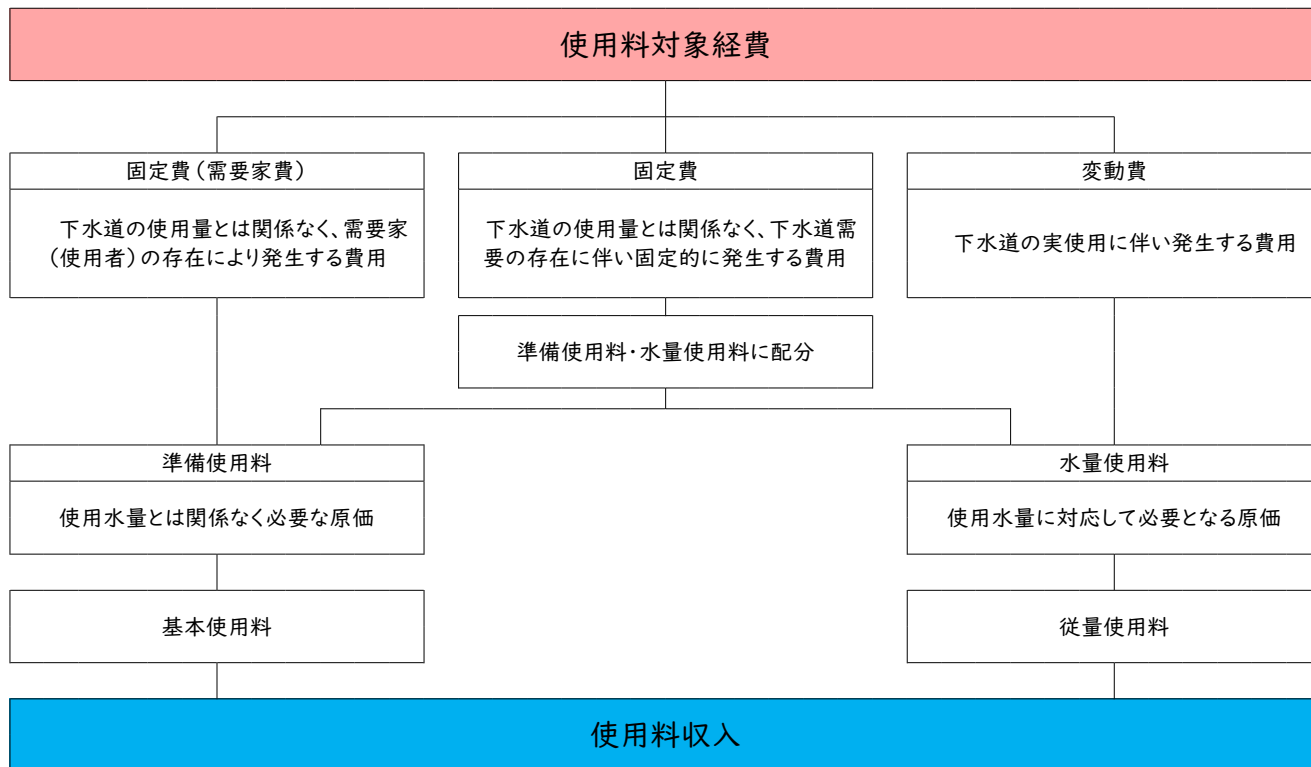 使用料対象経費
固定費（需要家費）
下水道の使用量とは関係なく、需要家
（使用者）の存在により発生する費用
固定費
下水道の使用量とは関係なく、下水道需
要の存在に伴い固定的に発生する費用
変動費
下水道の実使用に伴い発生する費用
準備使用料・水量使用料に配分
準備使用料
使用水量とは関係なく必要な原価
水量使用料
使用水量に対応して必要となる原価
基本使用料
従量使用料
使用料収入